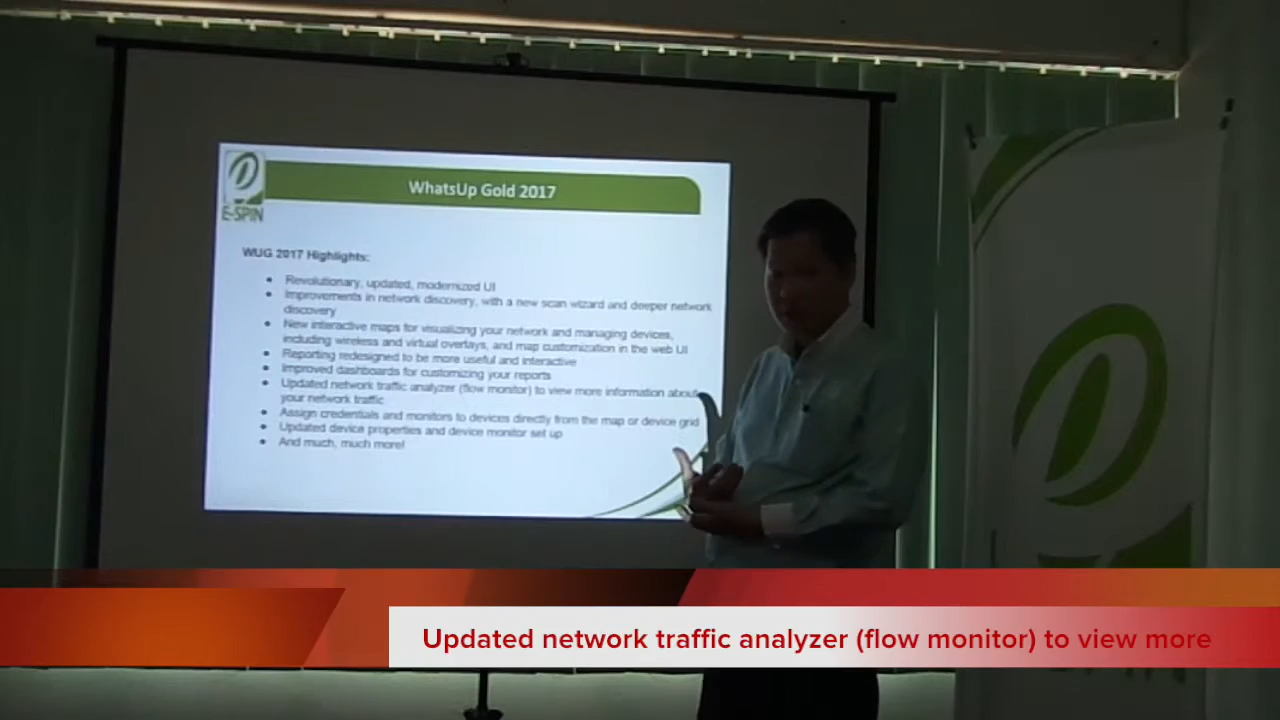 WhatsUp Gold 2017
E-SPIN
WUG 2017 Highlights:
Revolutionary, updated, modernized UI
Improvements in network discovery, with a new scan wizard and deeper network
discovery
New interactive maps for visualizing your network and managing devices,
including wireless and virtual overlays, and map customization in the web UI
Reporting redesigned to be more useful and interactive
Improved dashboards for customizing your reports
Updated network traffic analyzer (flow monitor) to view more information about
your network traffic
Assign credentials and monitors to devices directly from the map or device grid
Updated device properties and device monitor set up
And much, much more!
Updated network traffic analyzer (flow monitor) to view more